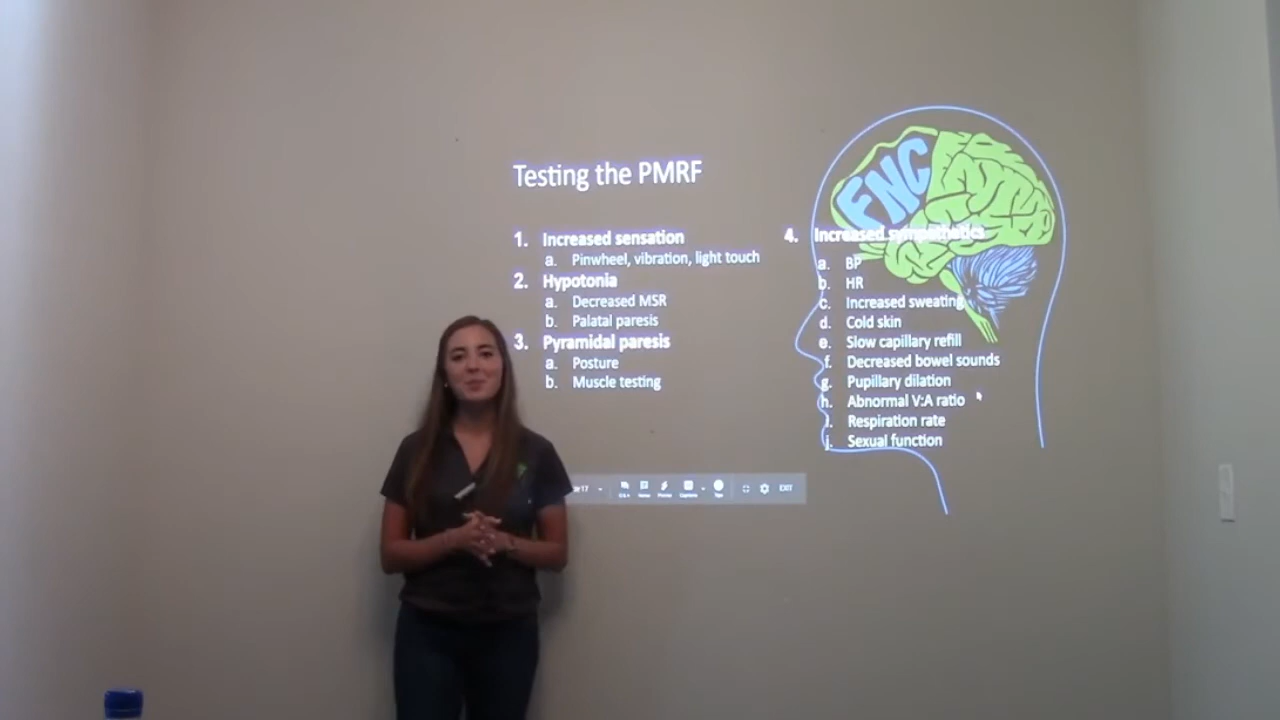 Testing the PMRF
1. Increased sensation
a. Pinwheel, vibration, light touch
2. Hypotonia
a. Decreased MSR
b. Palatal paresis
3. Pyramidal paresis
a. Posture
b. Muscle testing
FNC
4. Increased sympathetics
a. BP
b. HR
c. Increased sweating
d. Cold skin
e. Slow capillary refill
f. Decreased bowel sounds
g. Pupillary dilation
h. Abnormal V:A ratio
i. Respiration rate
j. Sexual function
17
Captions
EXIT